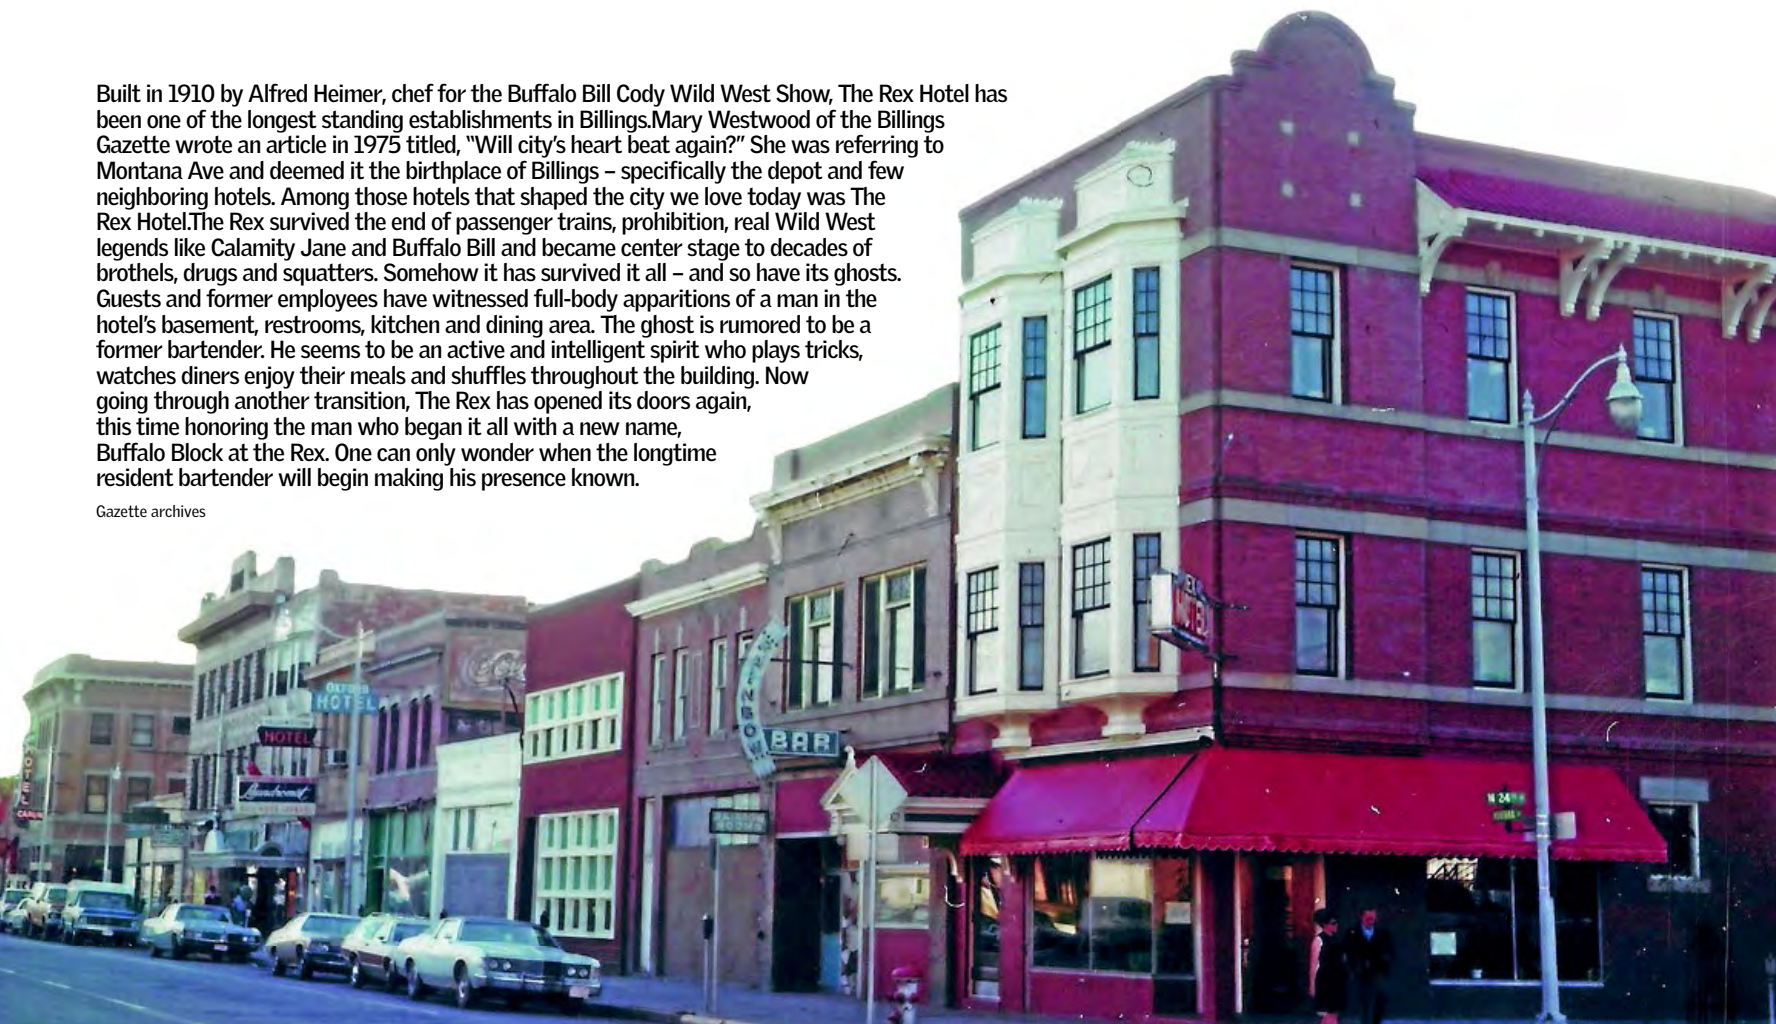 Built in 1910 by Alfred Heimer, chef for the Buffalo Bill Cody Wild West Show, The Rex Hotel has
been one of the longest standing establishments in Billings.Mary Westwood of the Billings
Gazette wrote an article in 1975 titled, “Will city’s heart beat again?” She was referring to
Montana Ave and deemed it the birthplace of Billings – specifically the depot and few
neighboring hotels. Among those hotels that shaped the city we love today was The
Rex Hotel.The Rex survived the end of passenger trains, prohibition, real Wild West
legends like Calamity Jane and Buffalo Bill and became center stage to decades of
brothels, drugs and squatters. Somehow it has survived it all – and so have its ghosts.
Guests and former employees have witnessed full-body apparitions of a man in the
hotel’s basement, restrooms, kitchen and dining area. The ghost is rumored to be a
former bartender. He seems to be an active and intelligent spirit who plays tricks,
watches diners enjoy their meals and shuffles throughout the building. Now
going through another transition, The Rex has opened its doors again,
this time honoring the man who began it all with a new name,
Buffalo Block at the Rex. One can only wonder when the longtime
resident bartender will begin making his presence known.
Gazette archives
HOTEL
OXFORD
HOTEL
HOTEL
Laundromat
RAINBOW
BAR
REX
HOTEL
N 24